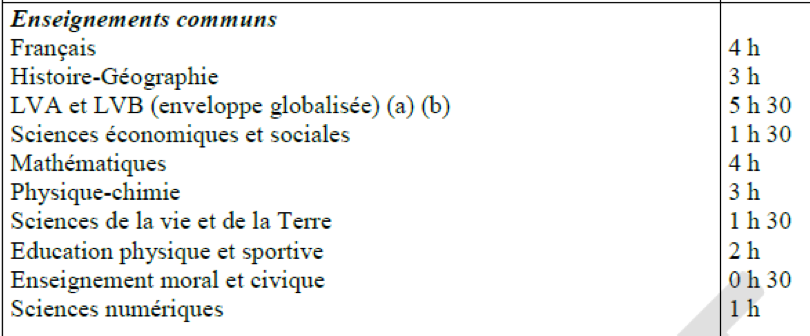 Enseignements communs
Français 4 h
Histoire-Géographie 3 h
LVA et LVB (enveloppe globalisée) (a) (b) 5 h 30
Sciences économiques et sociales 1 h 30
Mathématiques 4 h
Physique-chimie 3 h
Sciences de la vie et de la Terre 1 h 30
Education physique et sportive 2 h
Enseignement moral et civique 0 h 30
Sciences numériques 1 h